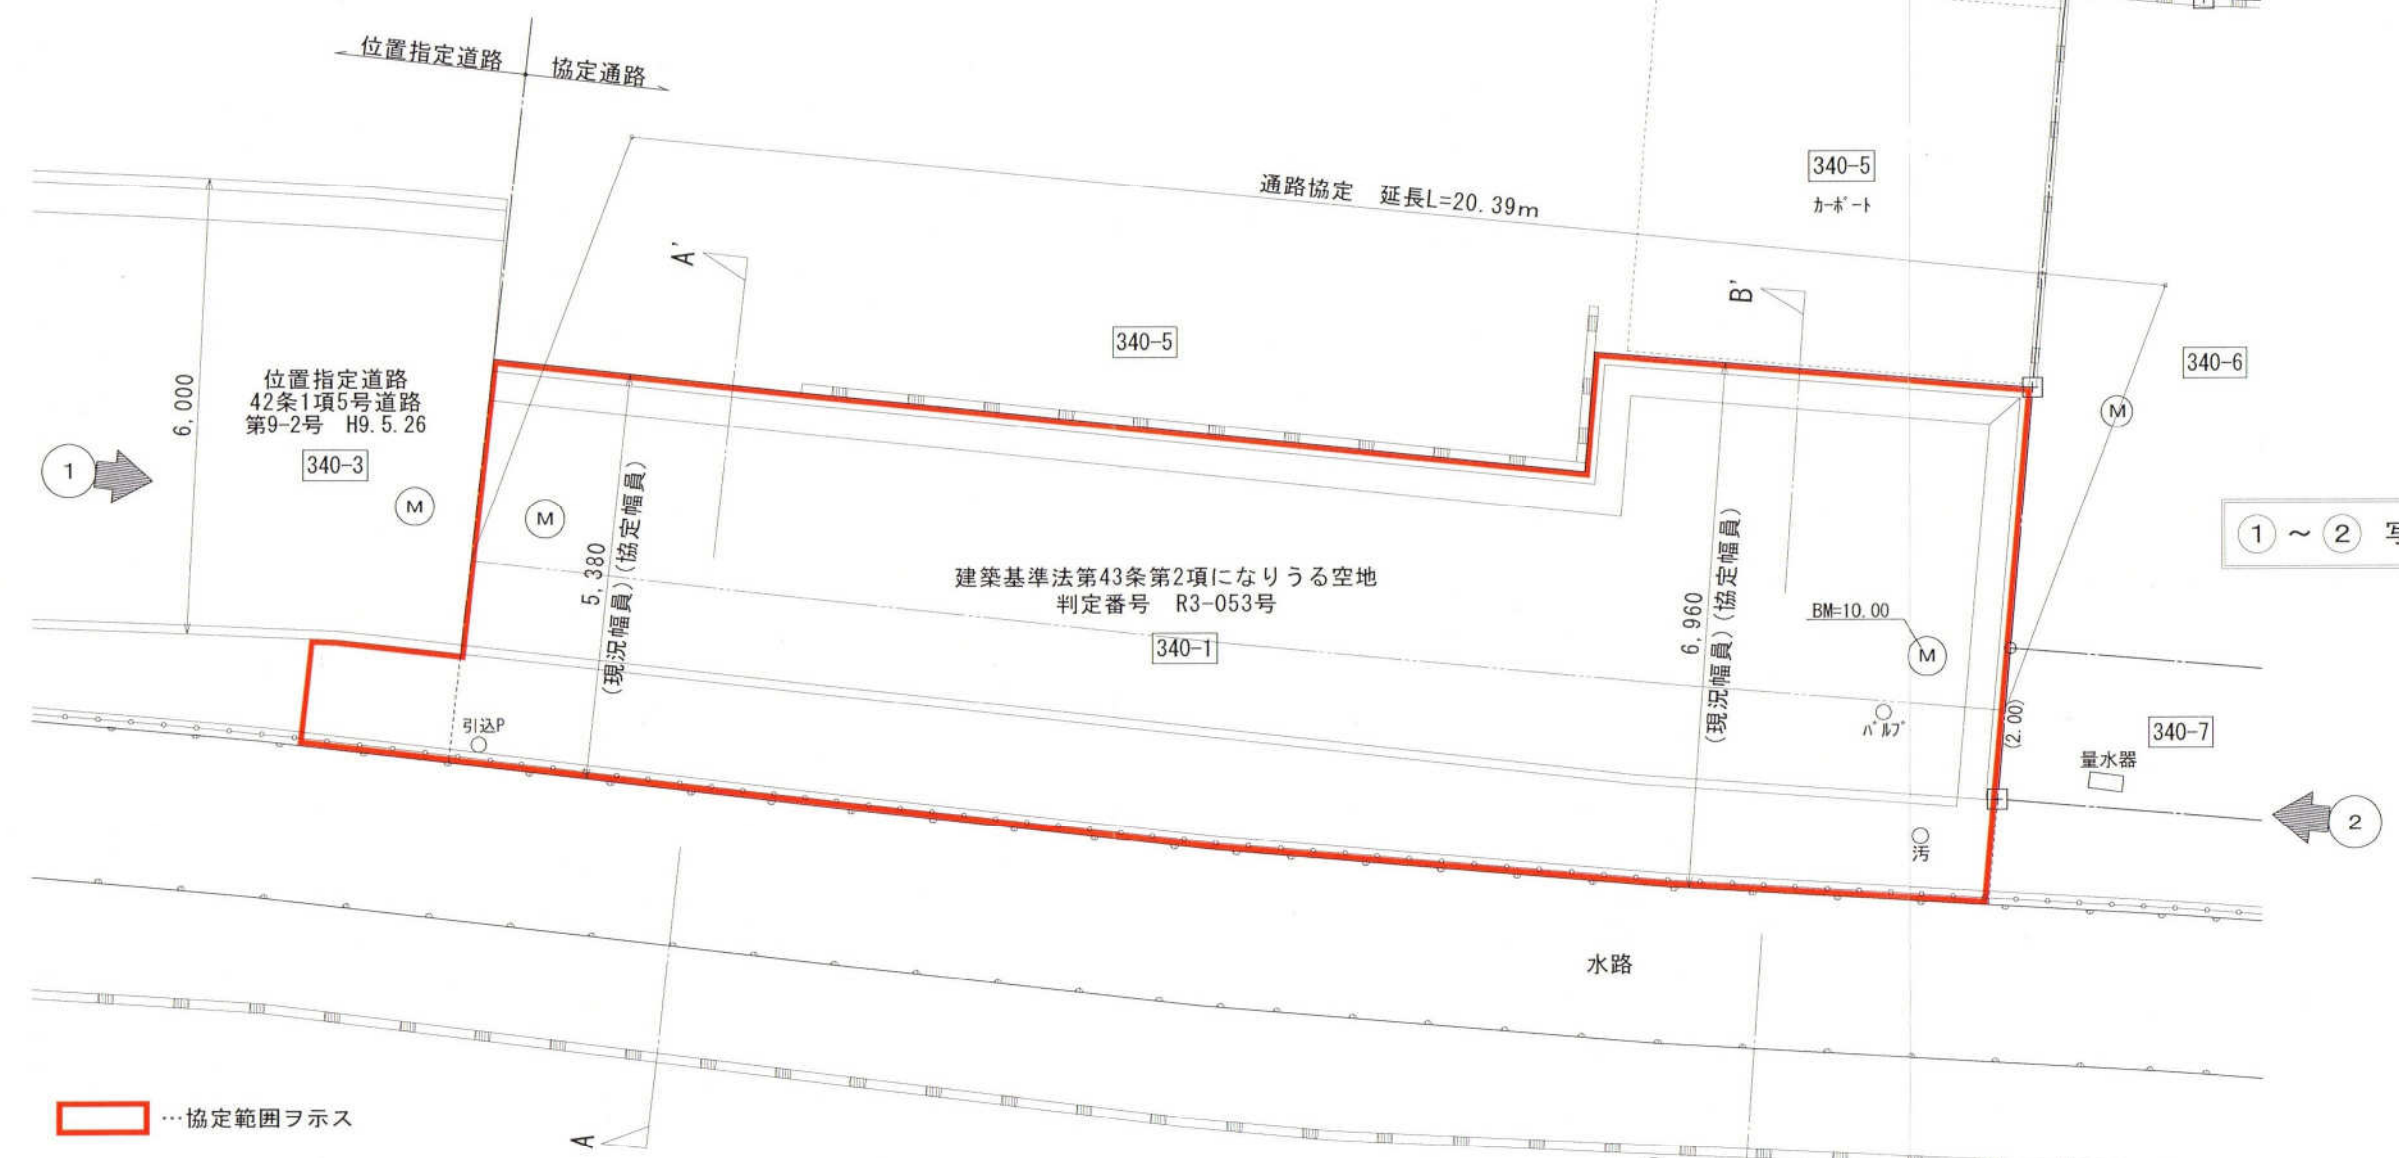 位置指定道路
協定通路
通路協定 延長L=20.39m
340-5
カーポート
A'
B'
340-5
340-6
6,000
位置指定道路
42条1項5号道路
第9-2号 H9.5.26
340-3
1
M
M
M
5,380
(現況幅員)(協定幅員)
建築基準法第43条第2項になりうる空地
判定番号 R3-053号
340-1
6,960
(現況幅員)(協定幅員)
BM=10.00
M
①～②
バルブ
(2.00)
340-7
量水器
引込P
汚
2
水路
…協定範囲ヲ示ス
A